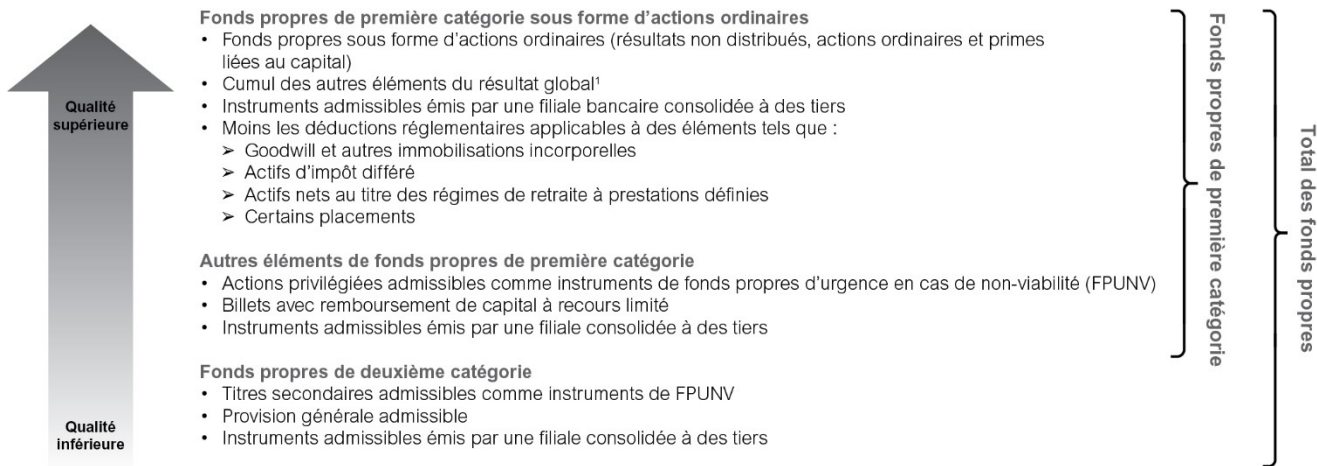 Fonds propres de première catégorie sous forme d’actions ordinaires
• Fonds propres sous forme d’actions ordinaires (résultats non distribués, actions ordinaires et primes
liées au capital)
• Cumul des autres éléments du résultat global¹
• Instruments admissibles émis par une filiale bancaire consolidée à des tiers
• Moins les déductions réglementaires applicables à des éléments tels que :
➢ Goodwill et autres immobilisations incorporelles
➢ Actifs d’impôt différé
➢ Actifs nets au titre des régimes de retraite à prestations définies
➢ Certains placements
Autres éléments de fonds propres de première catégorie
• Actions privilégiées admissibles comme instruments de fonds propres d’urgence en cas de non-viabilité (FPUNV)
• Billets avec remboursement de capital à recours limité
• Instruments admissibles émis par une filiale consolidée à des tiers
Fonds propres de deuxième catégorie
• Titres secondaires admissibles comme instruments de FPUNV
• Provision générale admissible
• Instruments admissibles émis par une filiale consolidée à des tiers
Qualité
supérieure
Qualité
inférieure
Fonds propres de première catégorie
Total des fonds propres